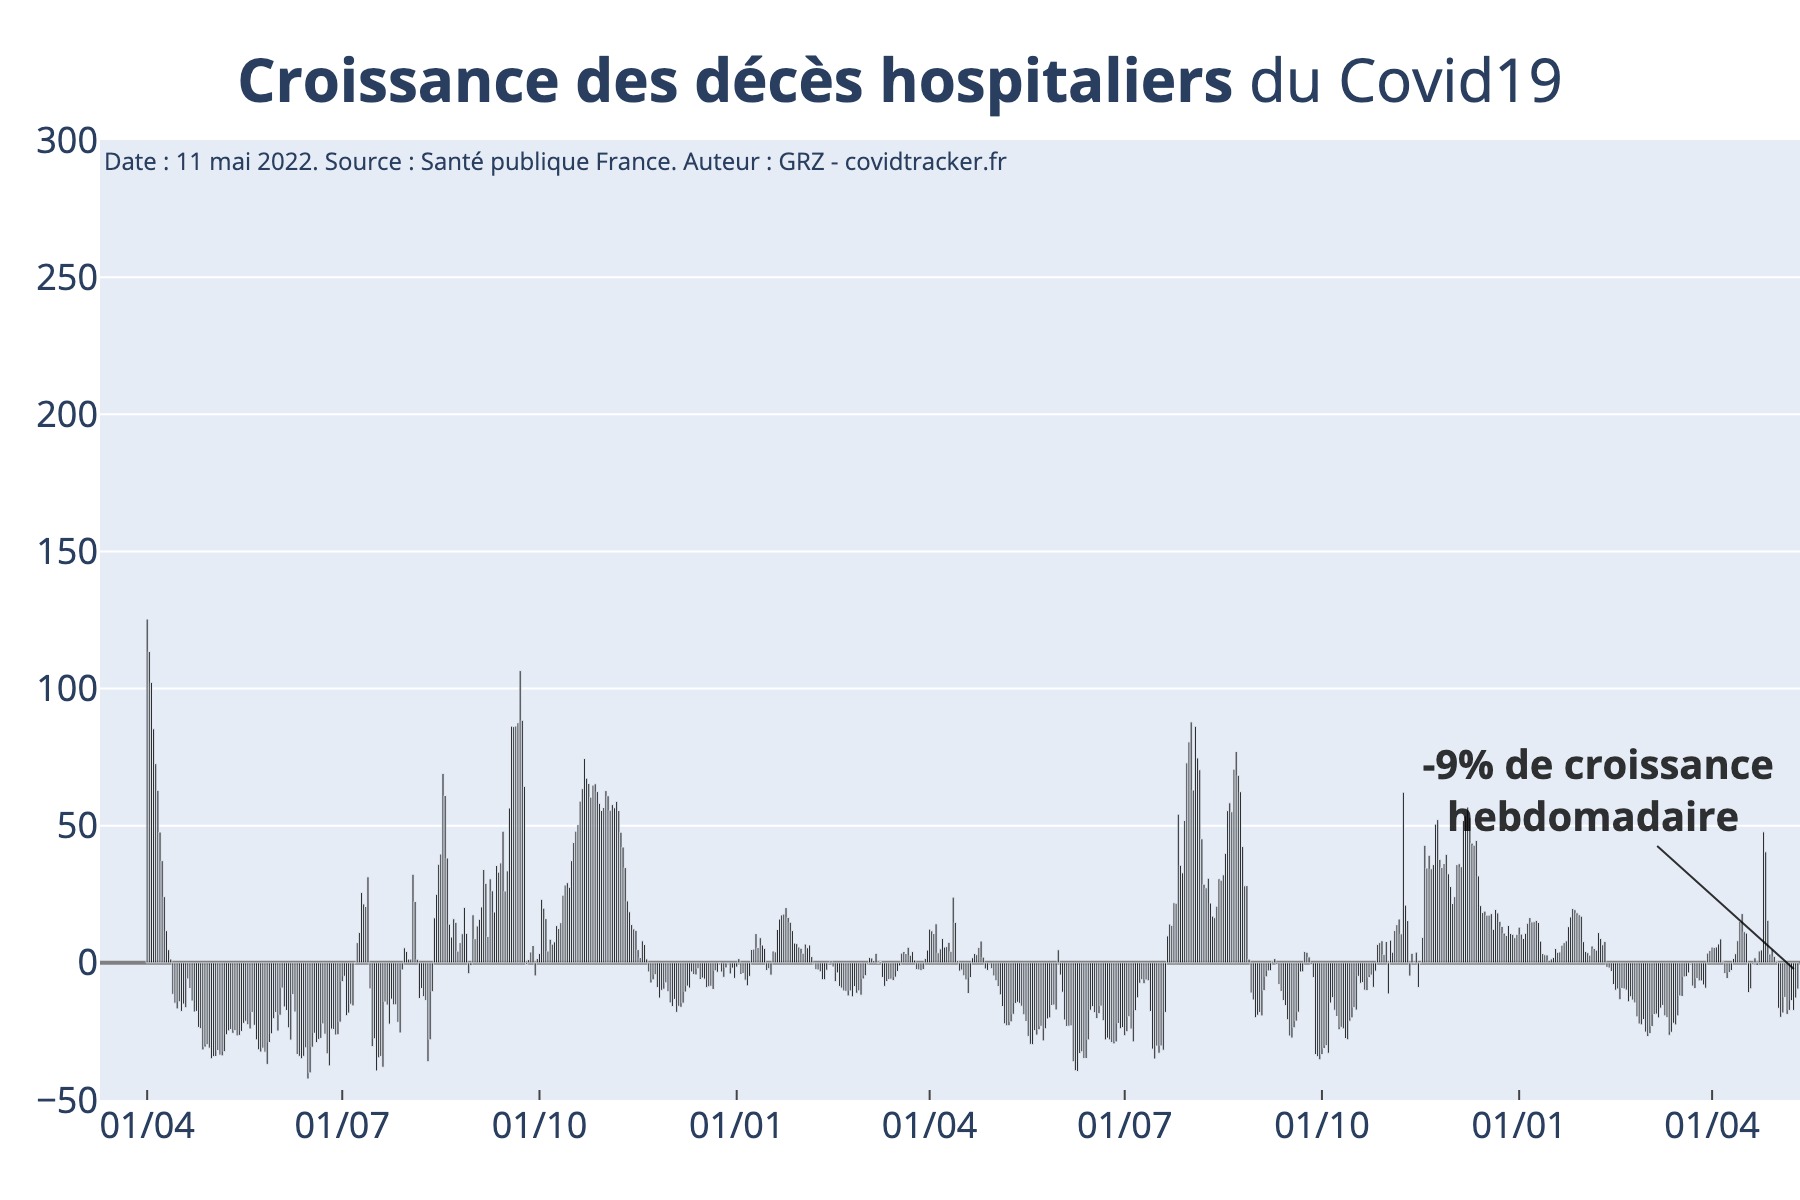 Croissance des décès hospitaliers du Covid19
300
Date : 11 mai 2022. Source : Santé publique France. Auteur : GRZ - covidtracker.fr
250
200
150
100
-9% de croissance
hebdomadaire
50
0
−50
01/04 01/07 01/10 01/01 01/04 01/07 01/10 01/01 01/04